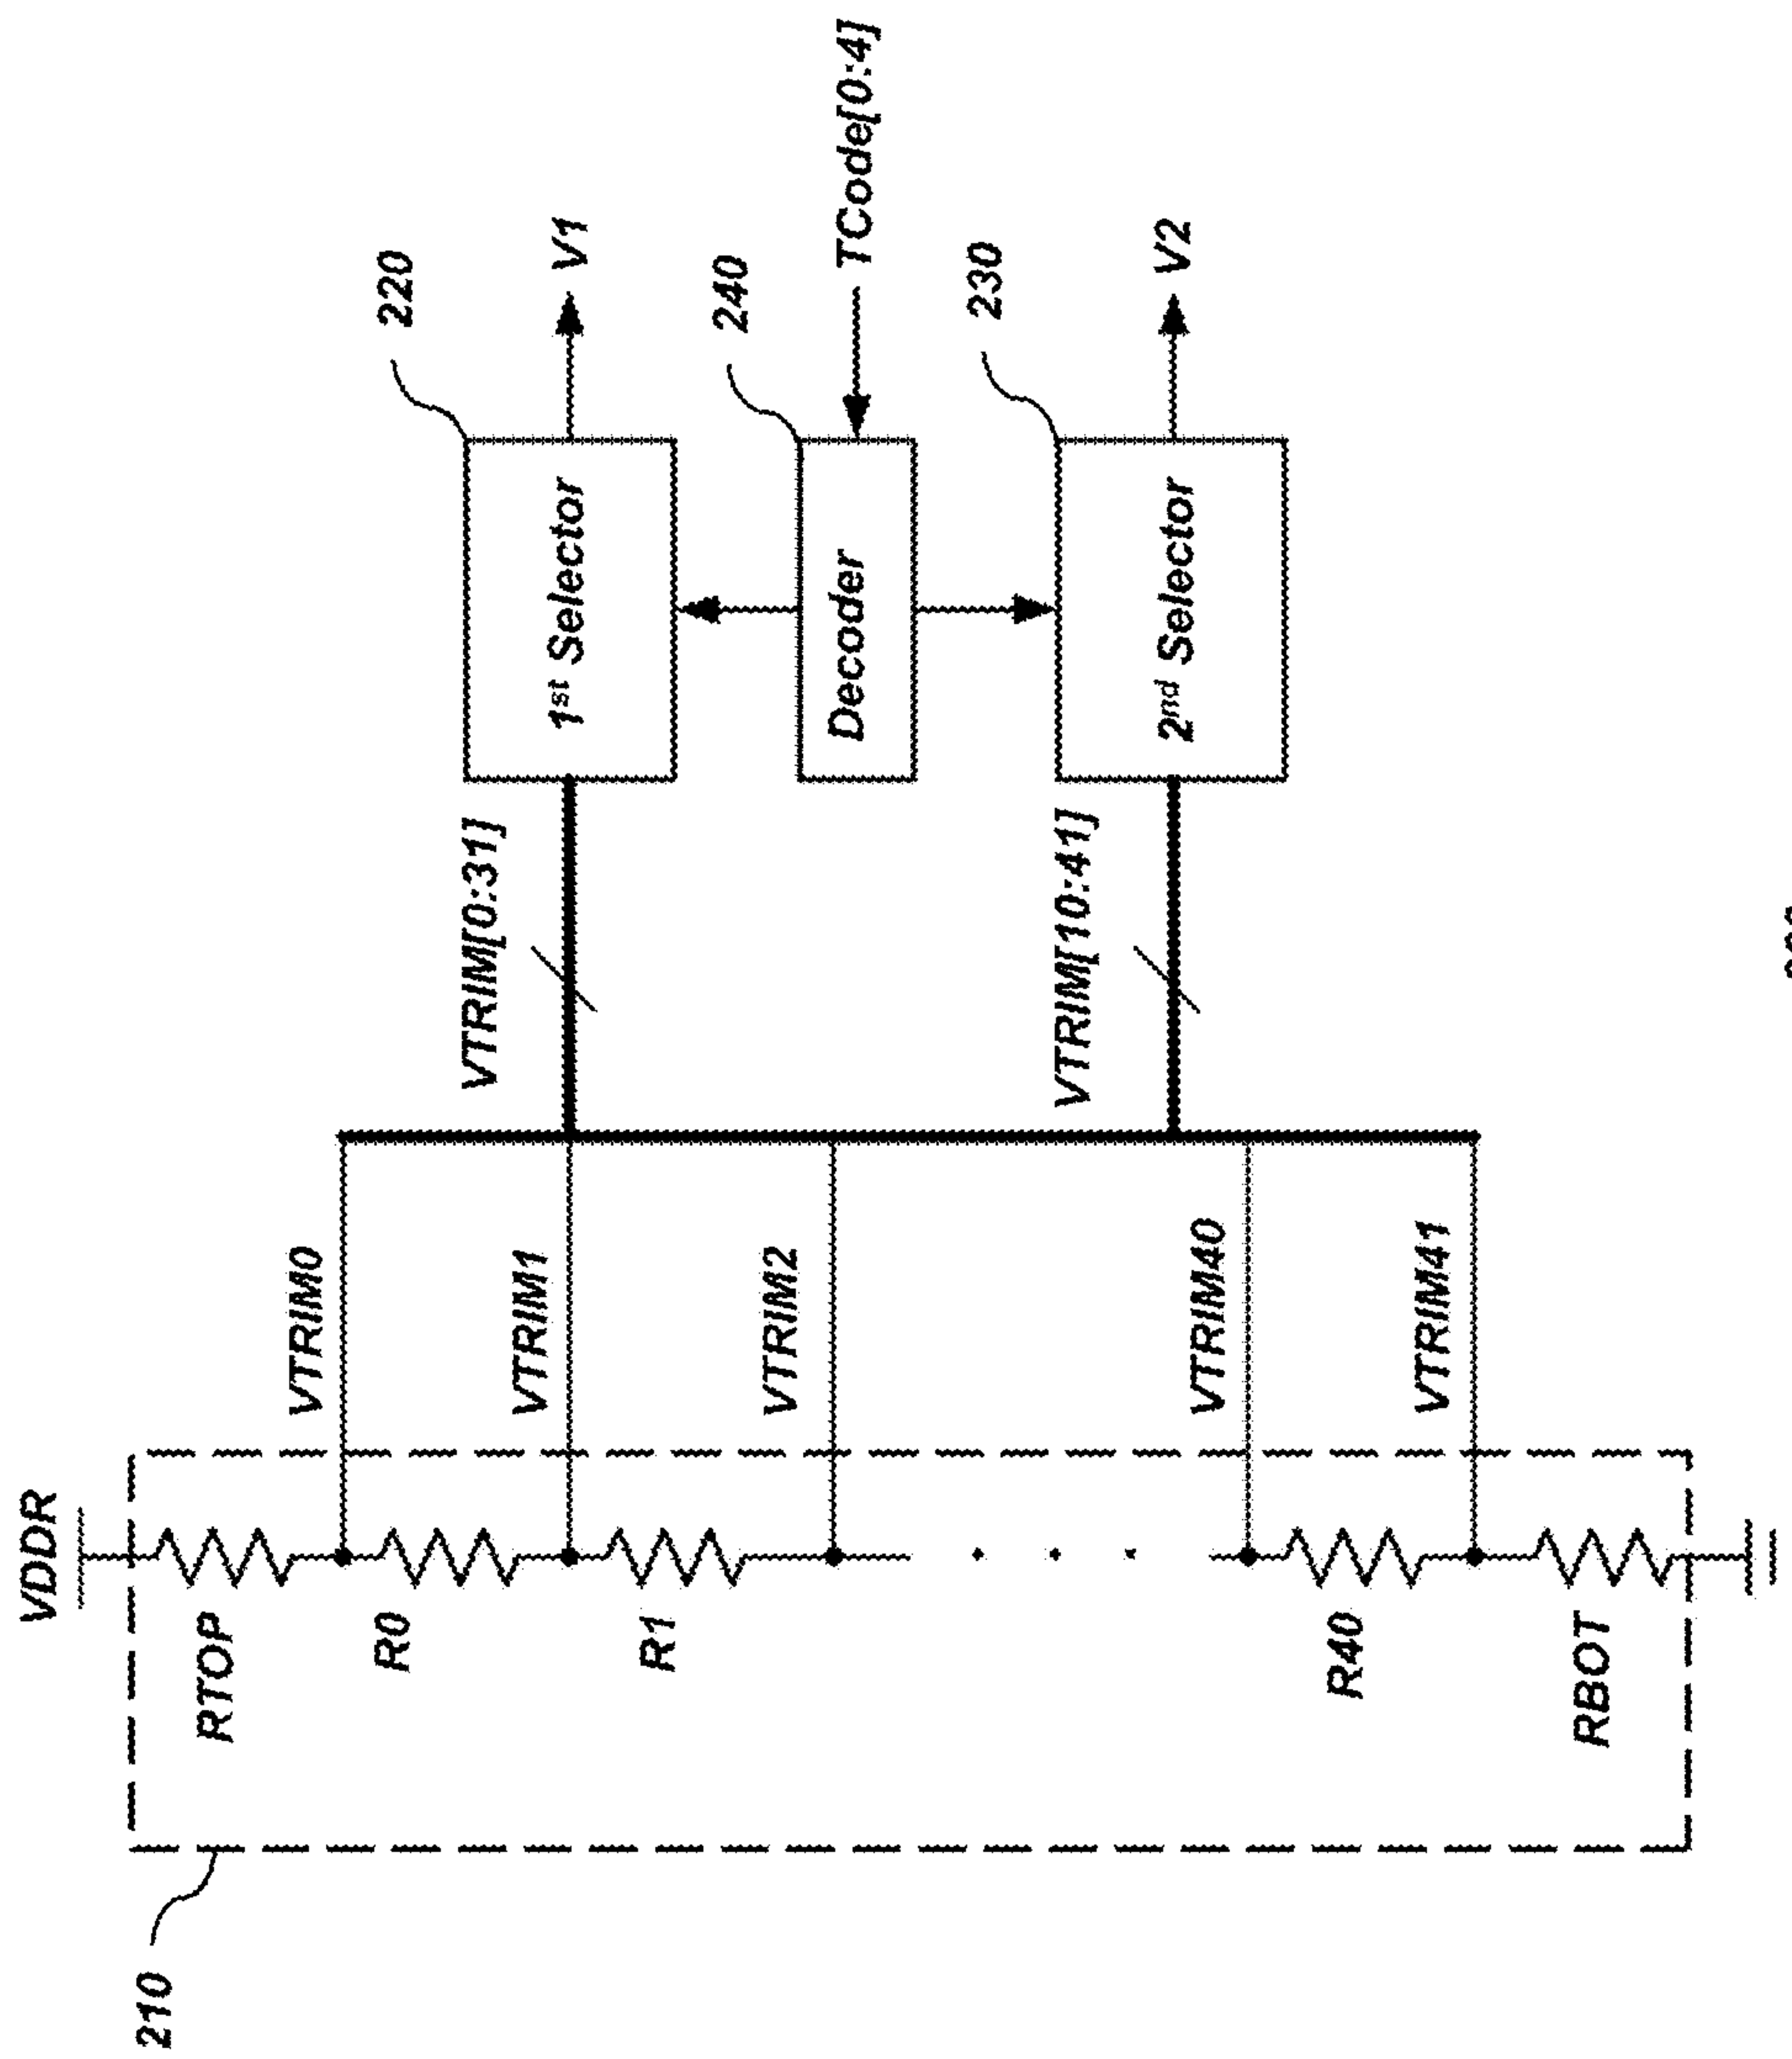 VDDR
210
RTOP
R0
R1
R40
RBOT
VTRIM0
VTRIM1
VTRIM2
VTRIM40
VTRIM41
VTRIM[0:31]
VTRIM[10:41]
1st Selector
Decoder
2nd Selector
220
240
230
V1
TCode[0:4]
V2